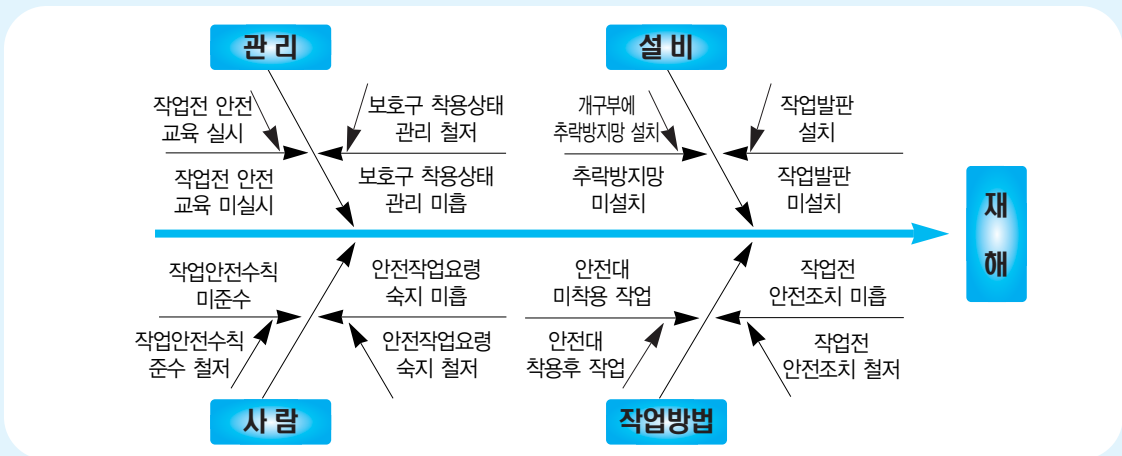 관 리
설 비
작업전 안전
교육 실시
보호구 착용상태
관리 철저
개구부에
추락방지망 설치
작업발판
설치
작업전 안전
교육 미실시
보호구 착용상태
관리 미흡
추락방지망
미설치
작업발판
미설치
재
해
작업안전수칙
미준수
안전작업요령
숙지 미흡
안전대
미착용 작업
작업전
안전조치 미흡
작업안전수칙
준수 철저
안전작업요령
숙지 철저
안전대
착용후 작업
작업전
안전조치 철저
사 람
작업방법